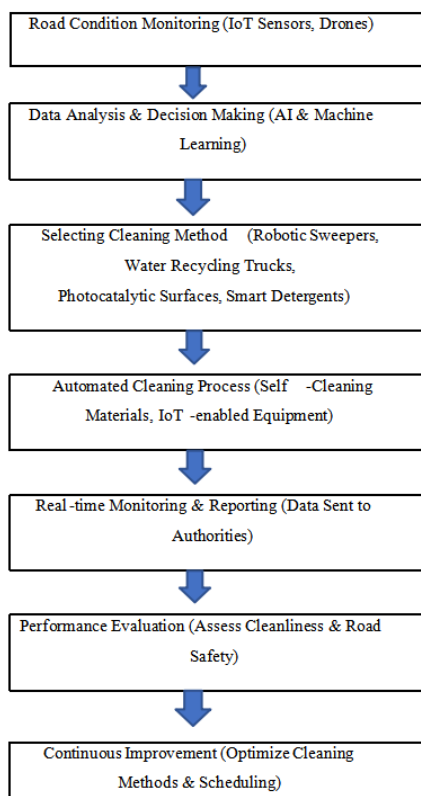 Road Condition Monitoring (IoT Sensors, Drones)
Data Analysis & Decision Making (AI & Machine
Learning)
Selecting Cleaning Method (Robotic Sweepers,
Water Recycling Trucks,
Photocatalytic Surfaces, Smart Detergents)
Automated Cleaning Process (Self -Cleaning
Materials, IoT -enabled Equipment)
Real-time Monitoring & Reporting (Data Sent to
Authorities)
Performance Evaluation (Assess Cleanliness & Road
Safety)
Continuous Improvement (Optimize Cleaning
Methods & Scheduling)